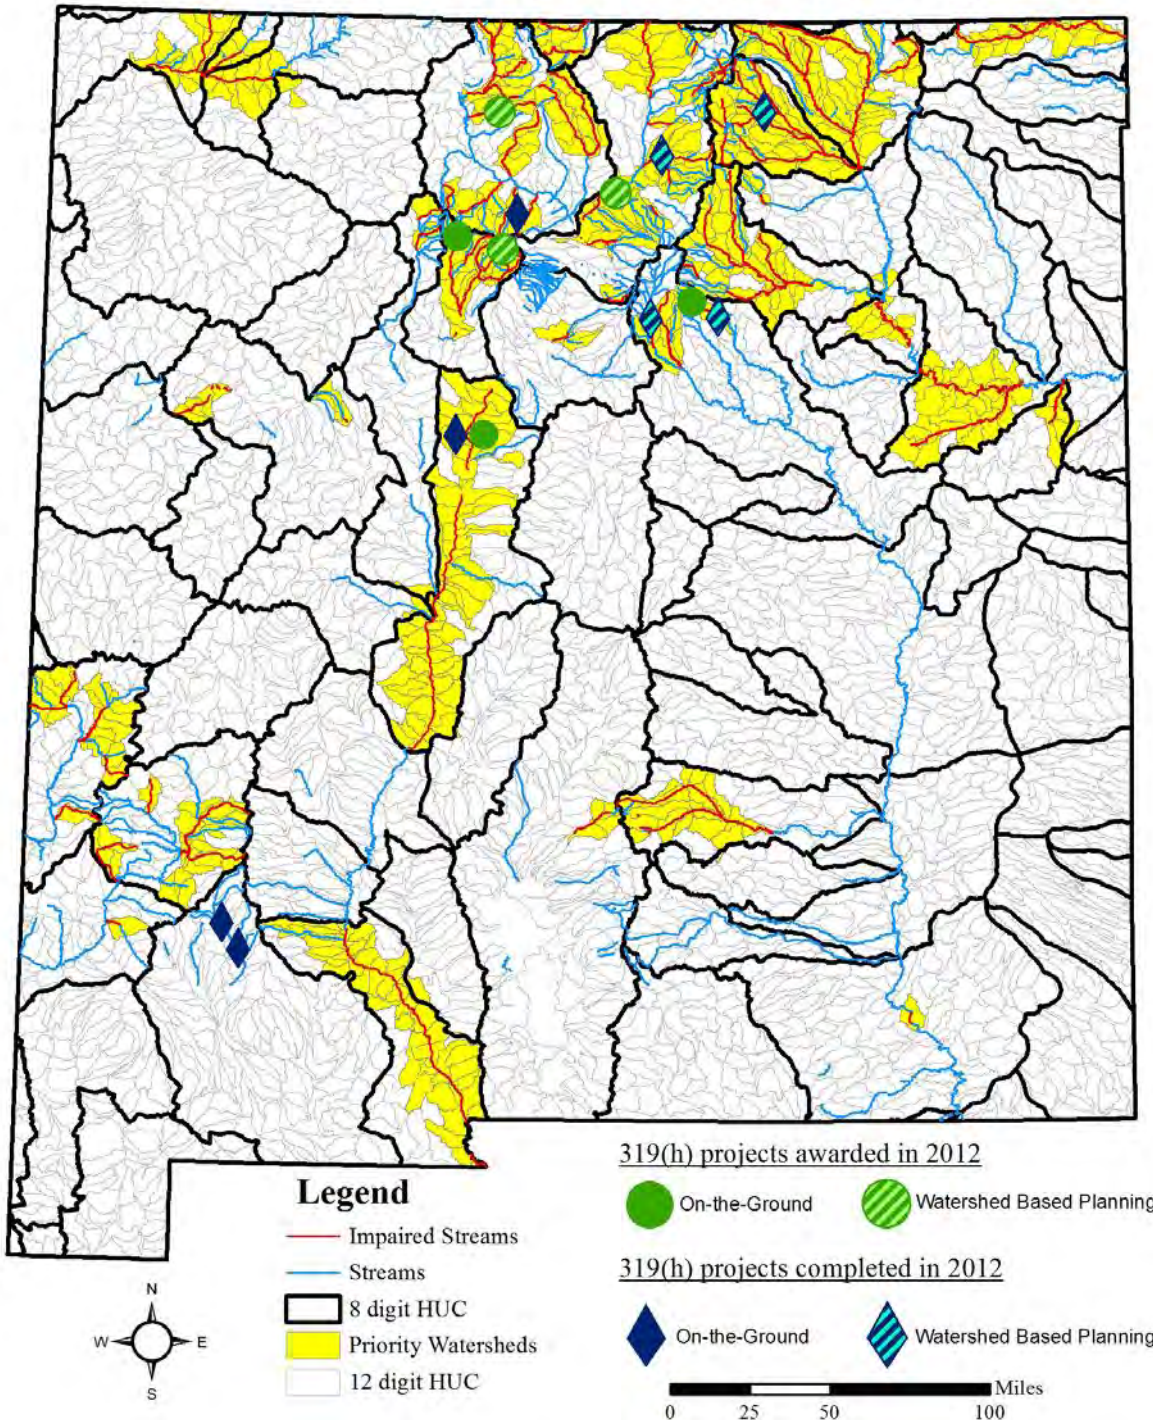 319(h) projects awarded in 2012
On-the-Ground
Watershed Based Planning
319(h) projects completed in 2012
On-the-Ground
Watershed Based Planning
Legend
Impaired Streams
Streams
8 digit HUC
Priority Watersheds
12 digit HUC
N
W E
S
Miles
0 25 50 100